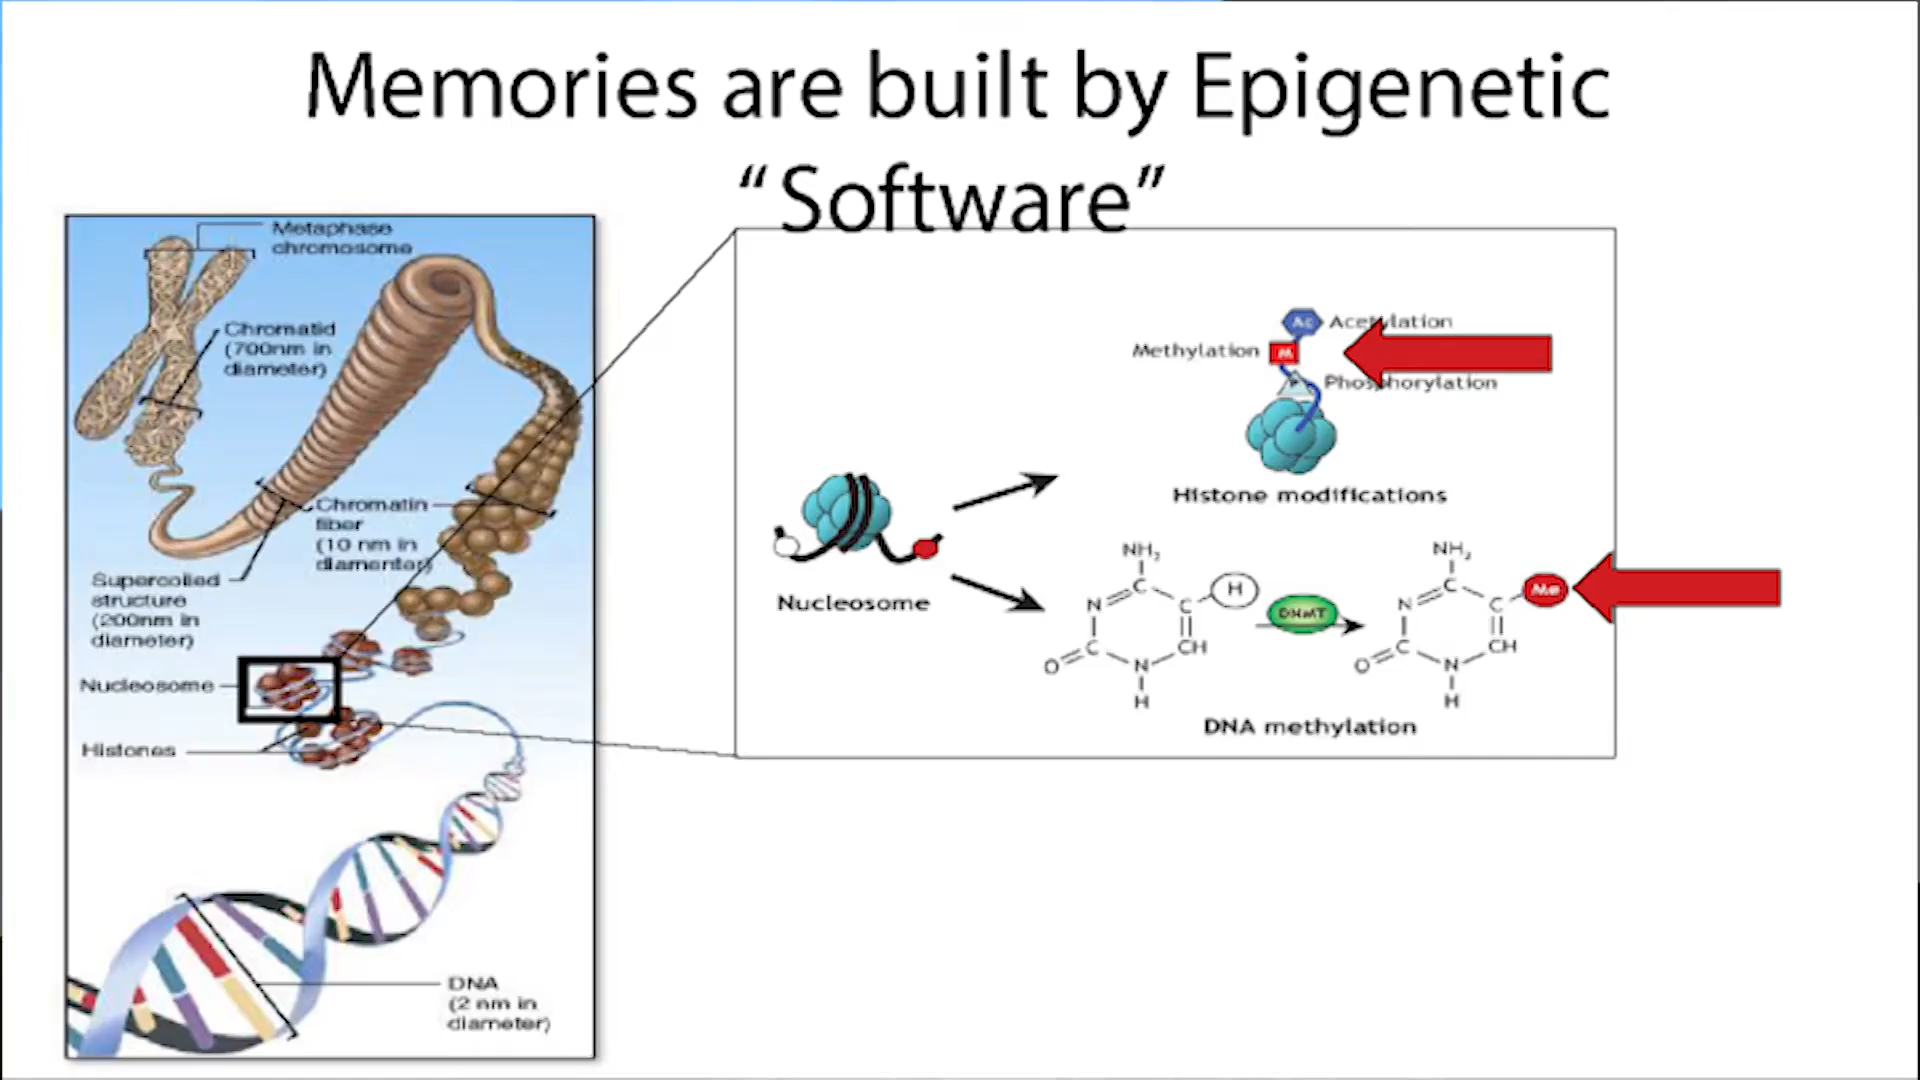 Memories are built by Epigenetic
“Software”
Metaphase
chromosome
Chromatid
(700nm in
diameter)
Chromatin
fiber
(10 nm in
diamenter)
Supercoiled
structure
(200nm in
diameter)
Nucleosome
Histones
DNA
(2 nm in
diameter)
Ac Acetylation
Methylation M
Phosphorylation
Histone modifications
Nucleosome
NH₂
N C C H
O C N CH
H
DNMT
NH₂
N C C Me
O C N CH
H
DNA methylation